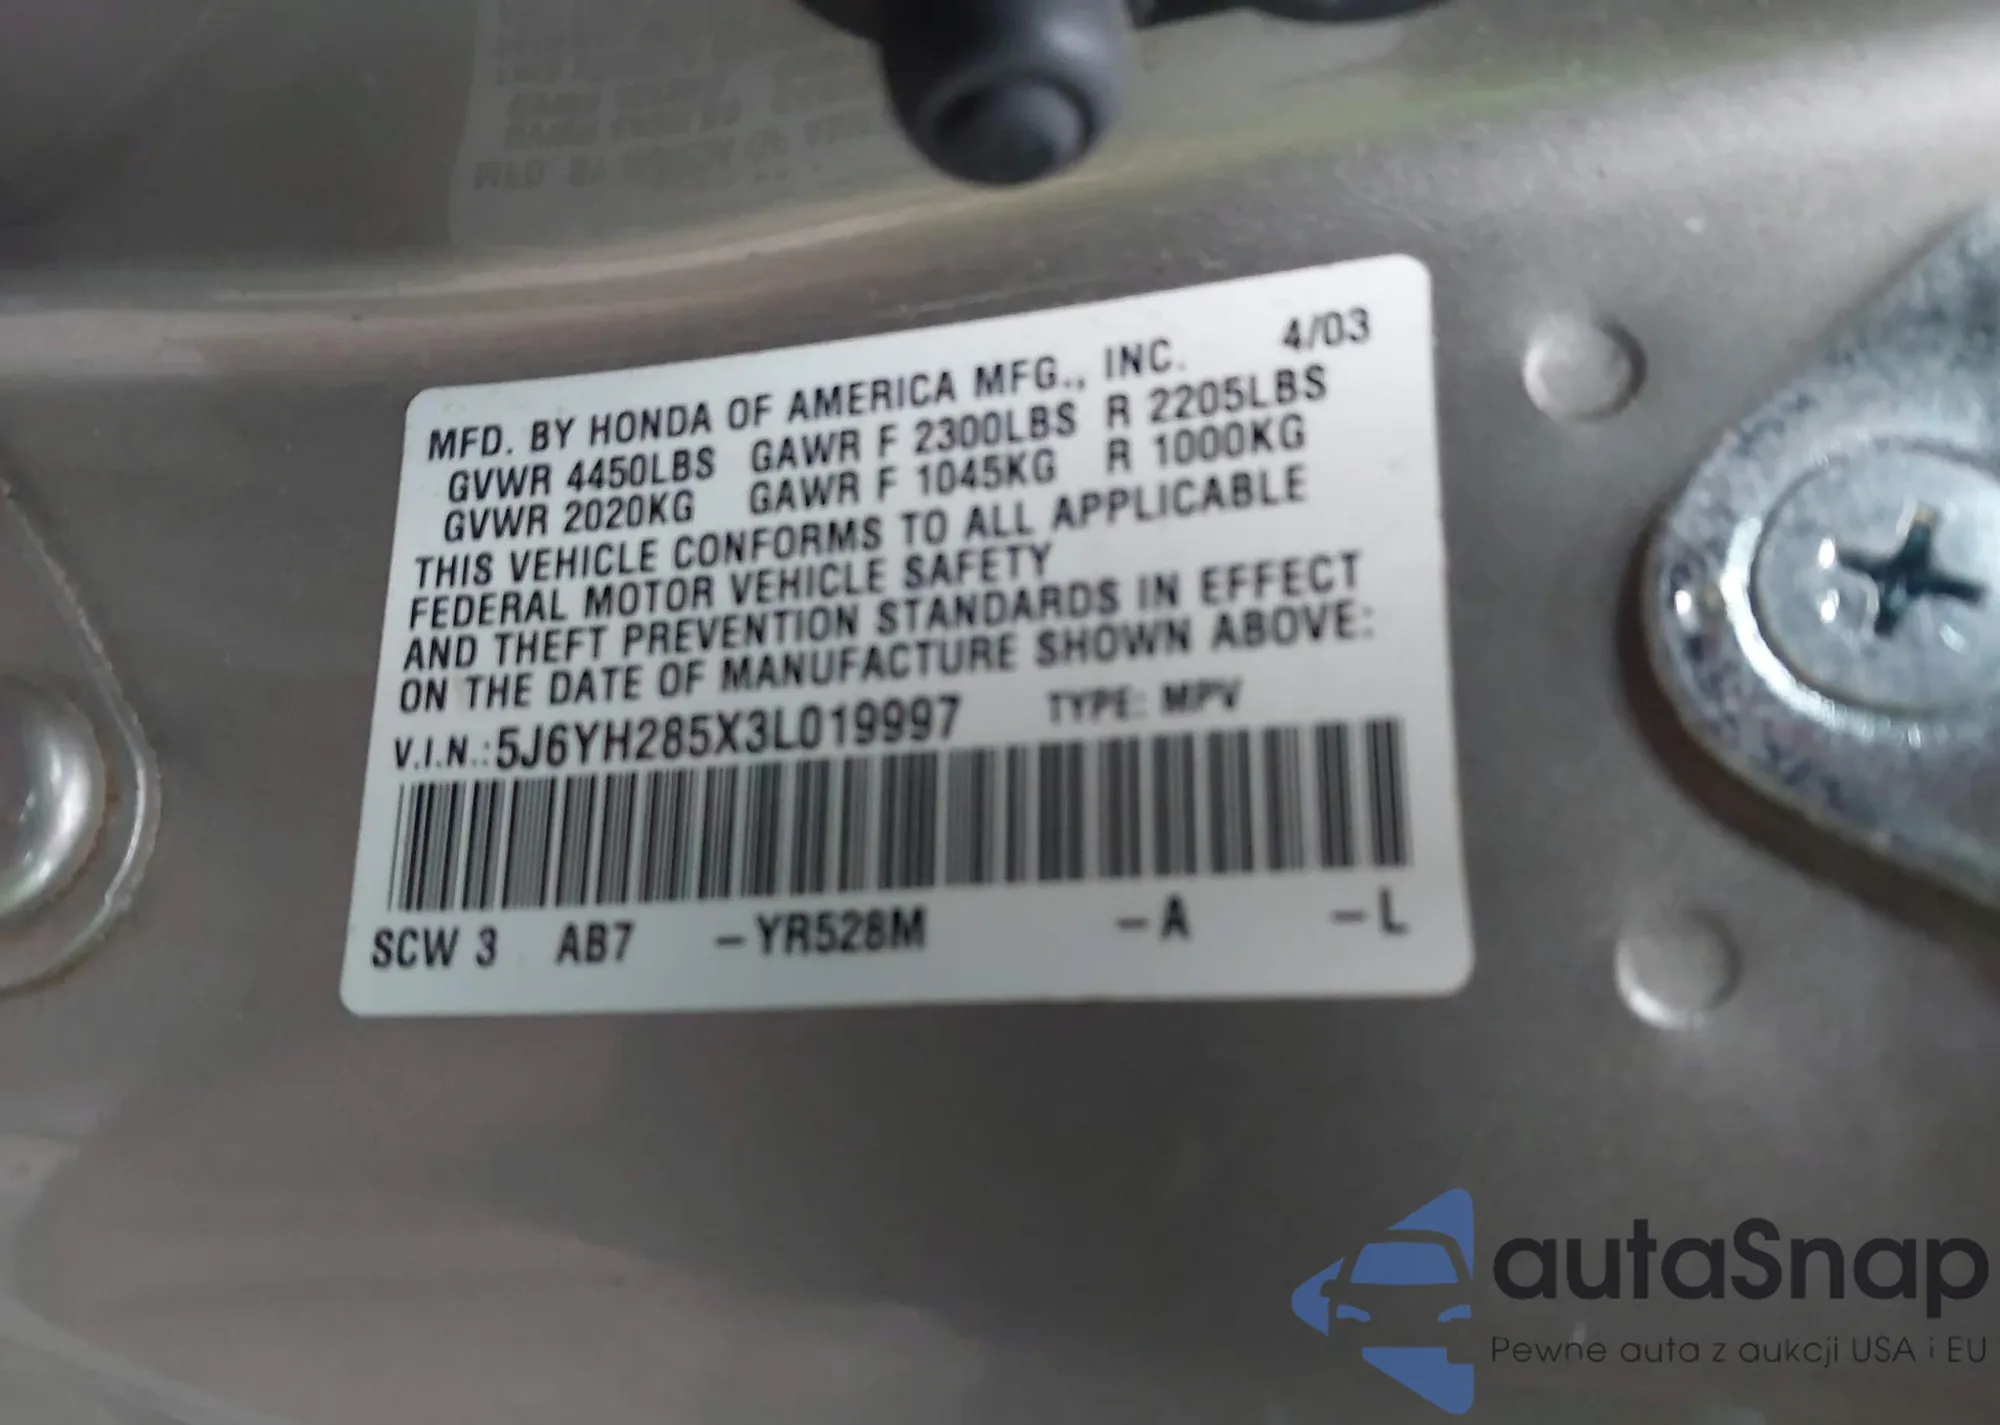 MFD. BY HONDA OF AMERICA MFG., INC. 4/03
GVWR 4450LBS GAWR F 2300LBS R 2205LBS
GVWR 2020KG GAWR F 1045KG R 1000KG
THIS VEHICLE CONFORMS TO ALL APPLICABLE
FEDERAL MOTOR VEHICLE SAFETY
AND THEFT PREVENTION STANDARDS IN EFFECT
ON THE DATE OF MANUFACTURE SHOWN ABOVE:
V.I.N.: 5J6YH285X3L019997 TYPE: MPV
SCW 3 AB7 -YR528M -A -L
autaSnap
Pewne auta z aukcji USA i EU